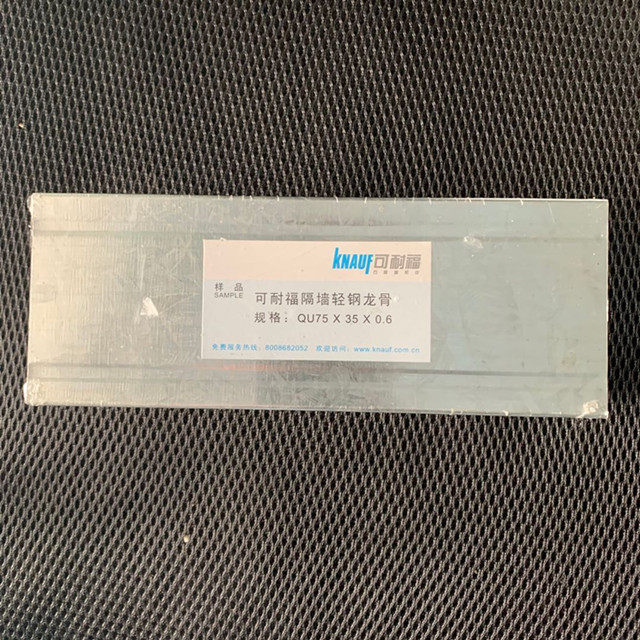 KNAUF可耐福
样品
SAMPLE
可耐福隔墙轻钢龙骨
规格：QU75 X 35 X 0.6
免费服务热线：8008682052 欢迎访问：www.knauf.com.cn